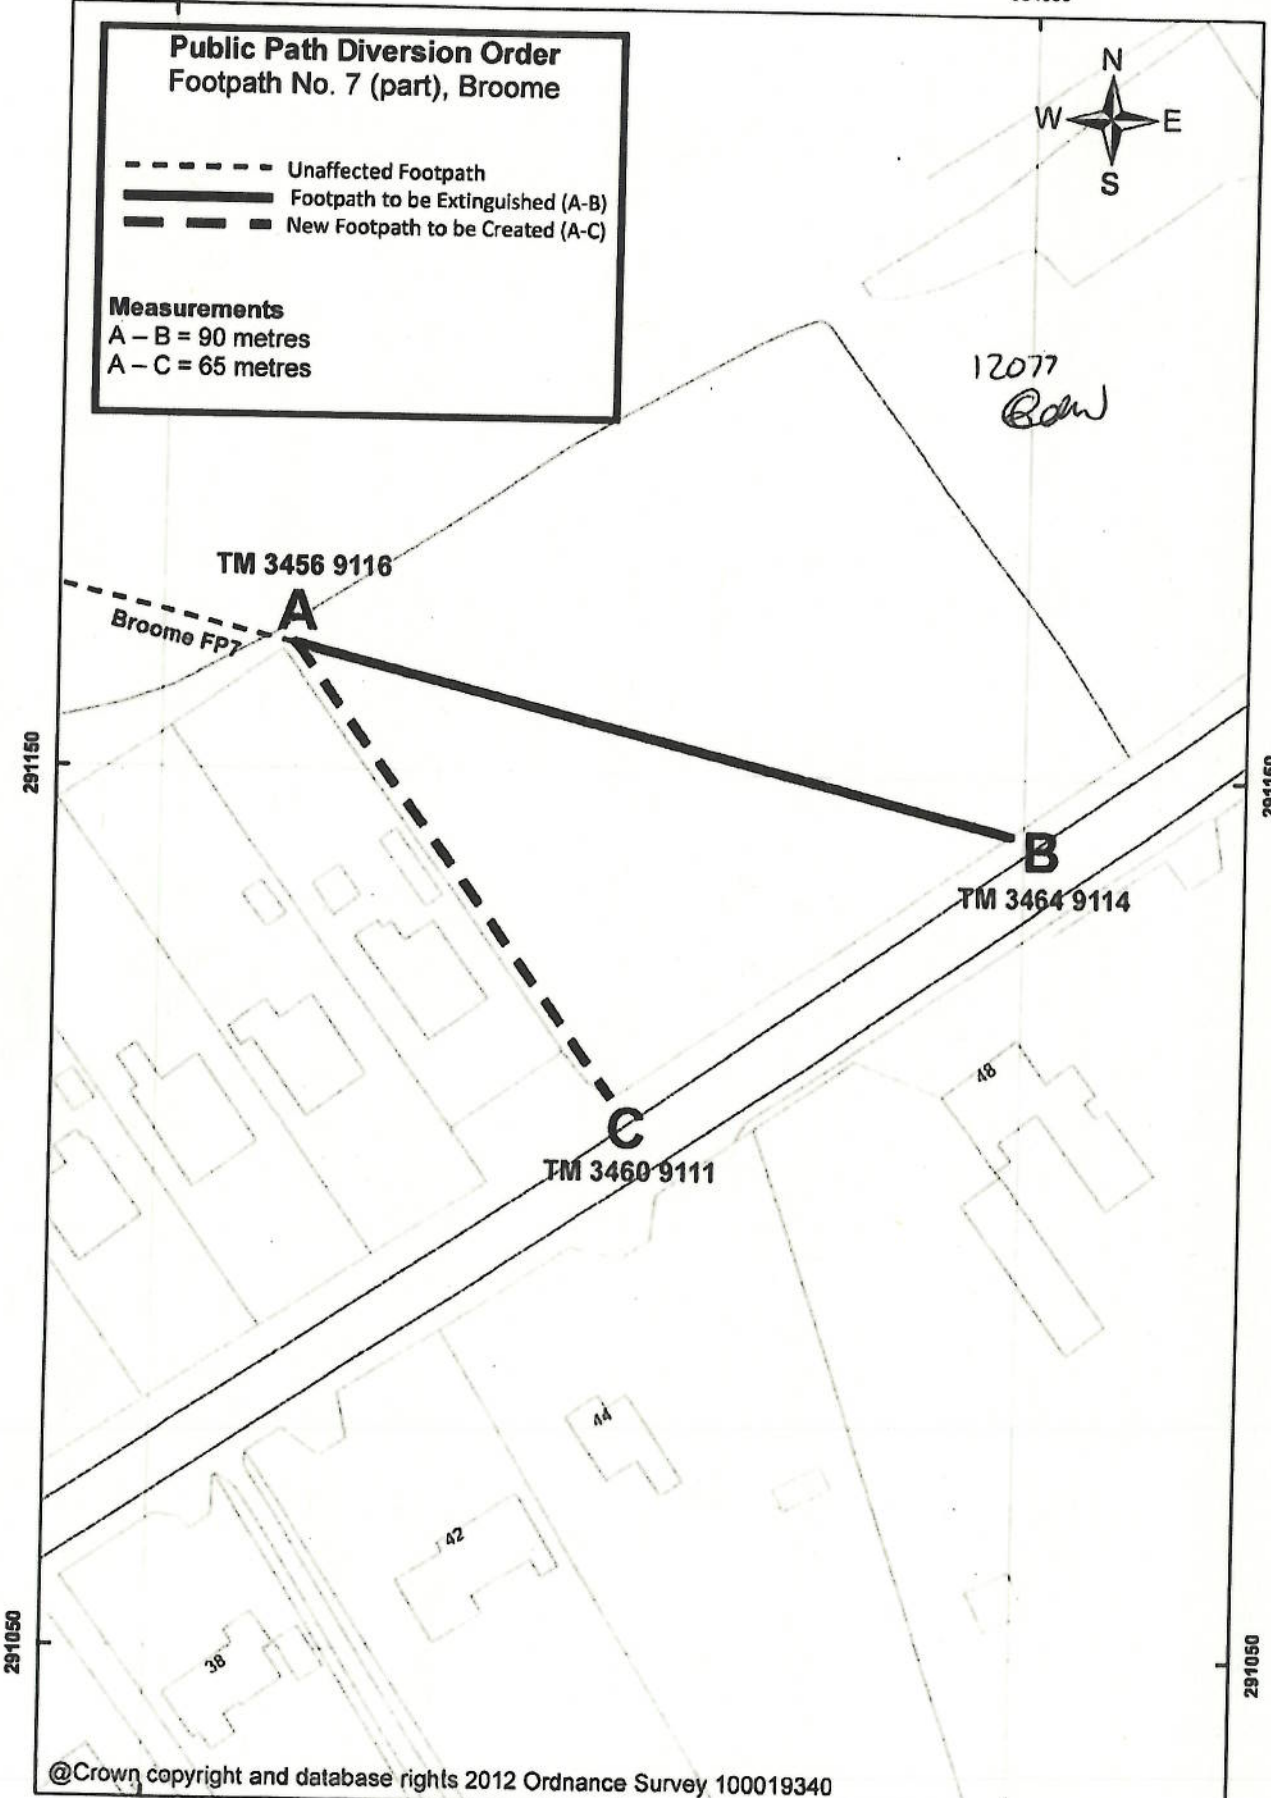 Public Path Diversion Order
Footpath No. 7 (part), Broome
Unaffected Footpath
Footpath to be Extinguished (A-B)
New Footpath to be Created (A-C)
Measurements
A – B = 90 metres
A – C = 65 metres
N
W E
S
12077
TM 3456 9116
A
Broome FP7
291150
B
TM 3464 9114
C
TM 3460 9111
48
44
42
38
291050
291050
@Crown copyright and database rights 2012 Ordnance Survey 100019340